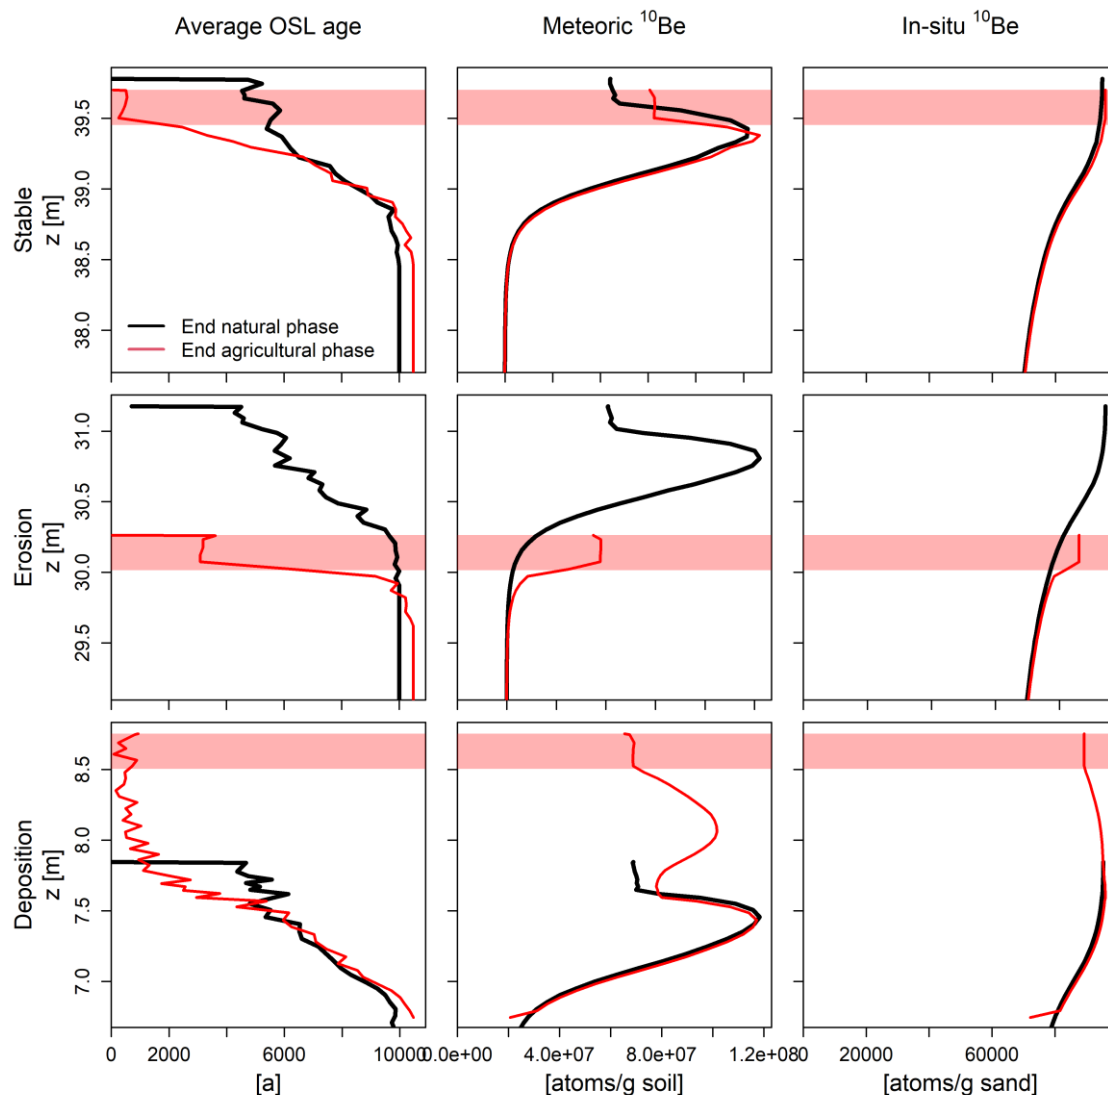 Average OSL age
Meteoric ¹⁰Be
In-situ ¹⁰Be
Stable
z [m]
39.5
39.0
38.5
38.0
End natural phase
End agricultural phase
Erosion
z [m]
31.0
30.5
30.0
29.5
Deposition
z [m]
8.5
8.0
7.5
7.0
0 2000 6000 10000
0.0e+00 4.0e+07 8.0e+07 1.2e+08
0 20000 60000
[a]
[atoms/g soil]
[atoms/g sand]